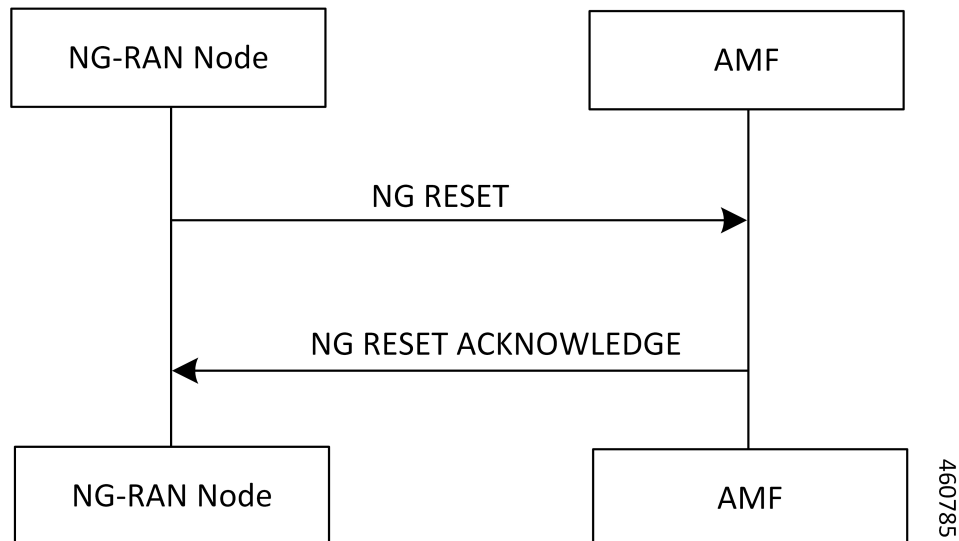 NG-RAN Node
AMF
NG RESET
NG RESET ACKNOWLEDGE
NG-RAN Node
AMF
460785